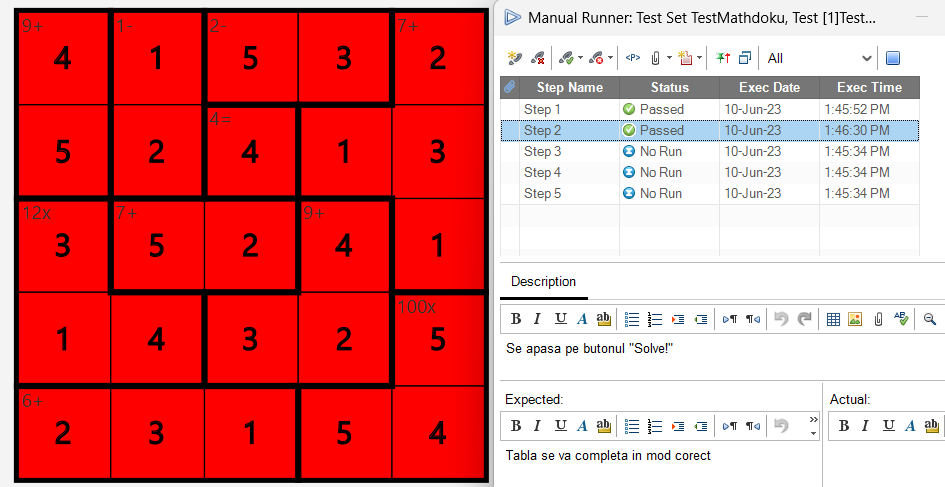 9+ 1- 2- 7+
4 1 5 3 2
4=
5 2 4 1 3
12x 7+ 9+
3 5 2 4 1
100x
1 4 3 2 5
6+
2 3 1 5 4
Manual Runner: Test Set TestMathdoku, Test [1]Test...
<P> All
Step Name Status Exec Date Exec Time
Step 1 Passed 10-Jun-23 1:45:52 PM
Step 2 Passed 10-Jun-23 1:46:30 PM
Step 3 No Run 10-Jun-23 1:45:34 PM
Step 4 No Run 10-Jun-23 1:45:34 PM
Step 5 No Run 10-Jun-23 1:45:34 PM
Description
B I U A ab
Se apasa pe butonul "Solve!"
Expected: Actual:
B I U A ab B I U A ab
Tabla se va completa in mod corect